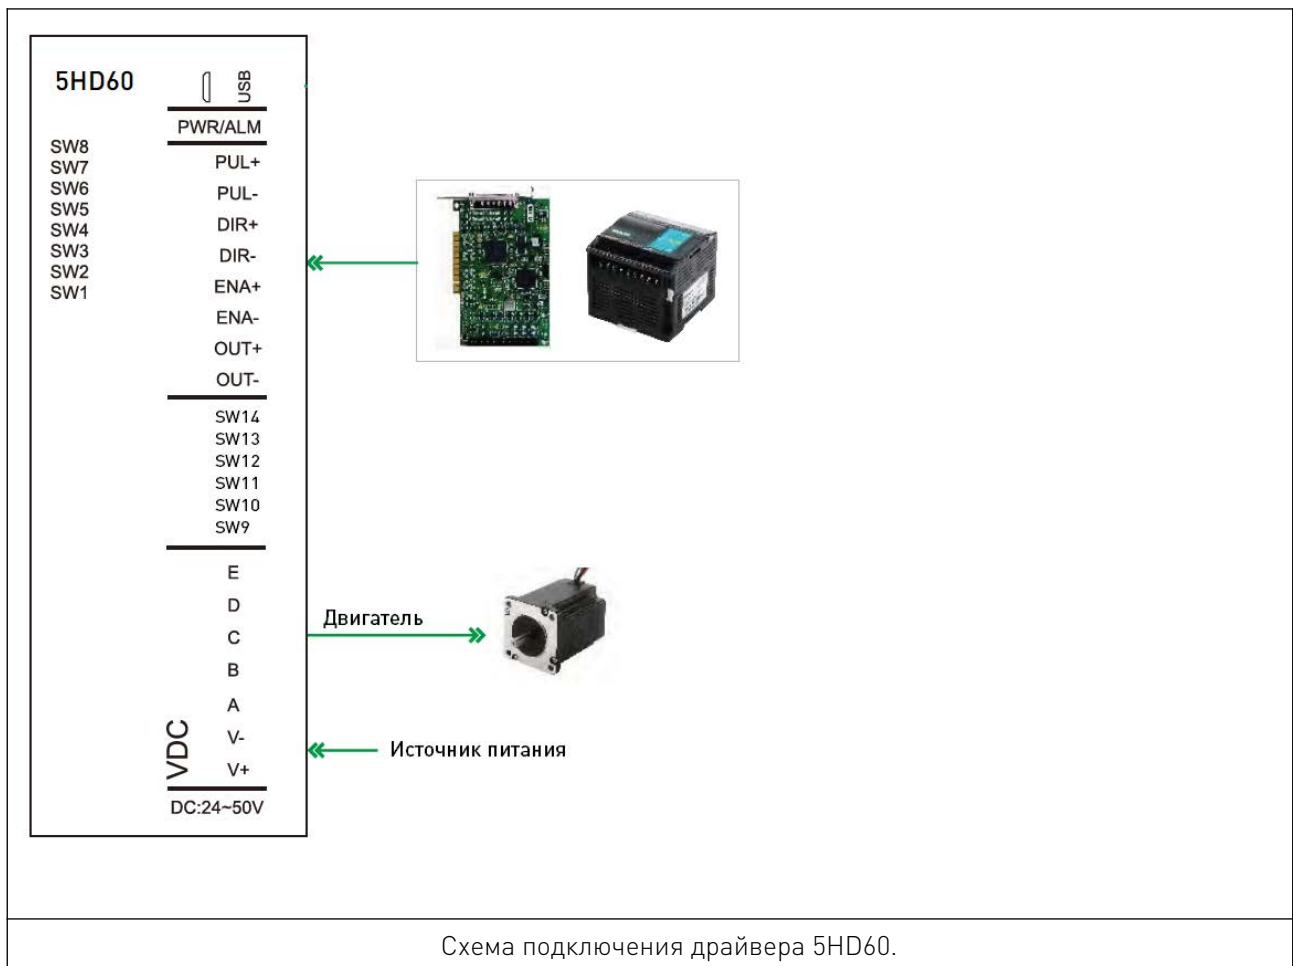 5HD60
USB
PWR/ALM
SW8
SW7
SW6
SW5
SW4
SW3
SW2
SW1
PUL+
PUL-
DIR+
DIR-
ENA+
ENA-
OUT+
OUT-
SW14
SW13
SW12
SW11
SW10
SW9
E
D
C
B
A
Двигатель
VDC
V-
V+
Источник питания
DC:24~50V
Схема подключения драйвера 5HD60.